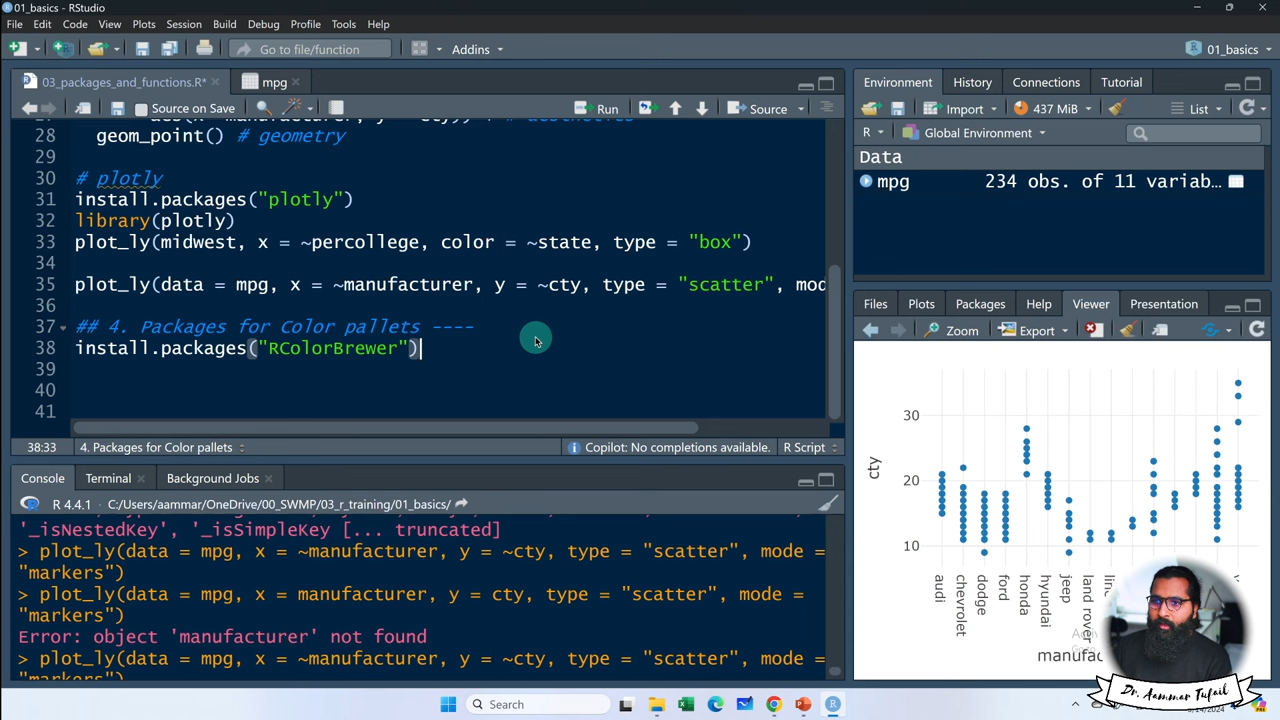 01_basics - RStudio
File Edit Code View Plots Session Build Debug Profile Tools Help
Go to file/function Addins 01_basics
03_packages_and_functions.R* mpg
Source on Save Run Source
28 geom_point() # geometry
29
30 # plotly
31 install.packages("plotly")
32 library(plotly)
33 plot_ly(midwest, x = ~percollege, color = ~state, type = "box")
34
35 plot_ly(data = mpg, x = ~manufacturer, y = ~cty, type = "scatter", mod
36
37 ## 4. Packages for Color pallets ----
38 install.packages("RColorBrewer")
39
40
41
38:33 4. Packages for Color pallets Copilot: No completions available. R Script
Console Terminal Background Jobs
R 4.4.1 · C:/Users/aammar/OneDrive/00_SWMP/03_r_training/01_basics/
'_isNestedKey', '_isSimpleKey [... truncated]
> plot_ly(data = mpg, x = ~manufacturer, y = ~cty, type = "scatter", mode =
"markers")
> plot_ly(data = mpg, x = manufacturer, y = cty, type = "scatter", mode =
"markers")
Error: object 'manufacturer' not found
> plot_ly(data = mpg, x = ~manufacturer, y = ~cty, type = "scatter", mode =
Environment History Connections Tutorial
Import 437 MiB List
R Global Environment
Data
mpg 234 obs. of 11 variab...
Files Plots Packages Help Viewer Presentation
Zoom Export
30
20
10
cty
audi
chevrolet
dodge
ford
honda
hyundai
jeep
land rover
manufac
Dr. Aammar Tufail
Search